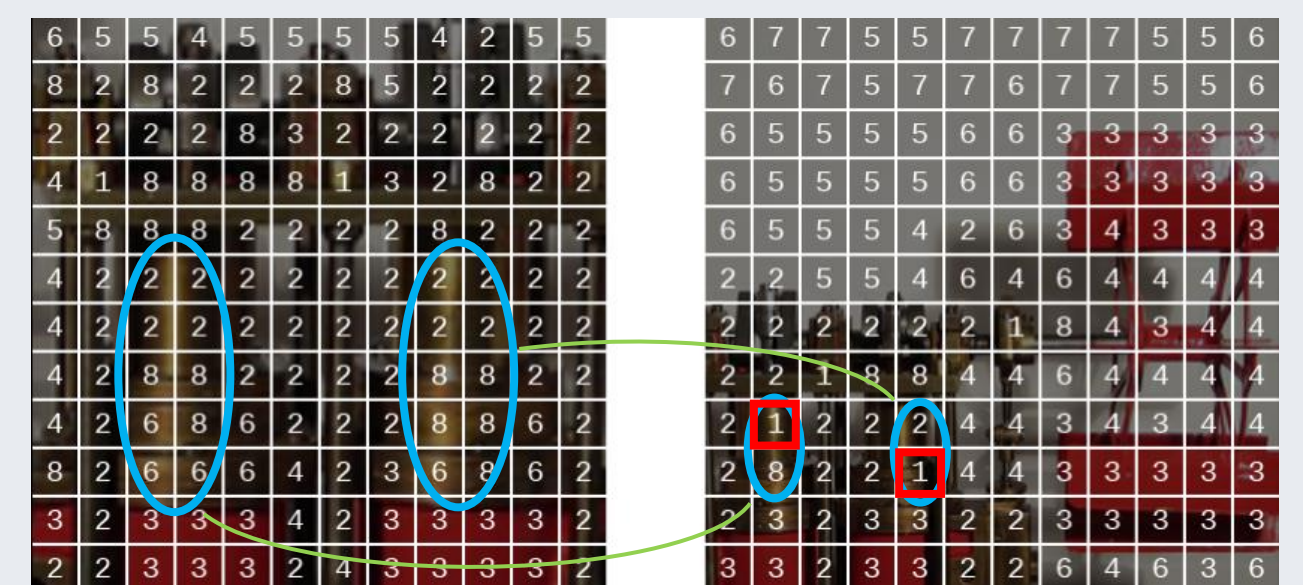 6 5 5 4 5 5 5 5 4 2 5 5 6 7 7 5 5 7 7 7 7 5 5 6
8 2 8 2 2 2 8 5 2 2 2 2 7 6 7 5 7 7 6 7 7 5 5 6
2 2 2 2 8 3 2 2 2 2 2 2 6 5 5 5 5 6 6 3 3 3 3 3
4 1 8 8 8 8 1 3 2 8 2 2 6 5 5 5 5 6 6 3 3 3 3 3
5 8 8 8 2 2 2 2 8 2 2 2 6 5 5 5 4 2 6 3 4 3 3 3
4 2 2 2 2 2 2 2 2 2 2 2 2 2 5 5 4 6 4 6 4 4 4 4
4 2 2 2 2 2 2 2 2 2 2 2 2 2 2 2 2 2 1 8 4 3 4 4
4 2 8 8 2 2 2 2 8 8 2 2 2 2 1 8 8 4 4 6 4 4 4 4
4 2 6 8 6 2 2 2 8 8 6 2 2 1 2 2 2 4 4 3 4 3 4 4
8 2 6 6 6 4 2 3 6 8 6 2 2 8 2 2 1 4 4 3 3 3 3 3
3 2 3 3 3 4 2 3 3 3 3 2 2 3 2 3 3 2 2 3 3 3 3 3
2 2 3 3 3 2 4 3 3 3 3 2 3 3 2 3 3 2 2 6 4 6 3 6